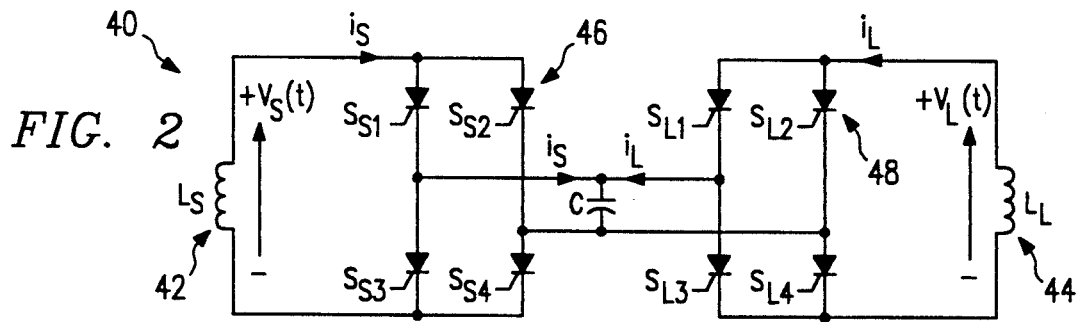 40
i_S
46
i_L
FIG. 2
+V_S(t)
S_S1
S_S2
S_L1
S_L2
+V_L(t)
i_S
i_L
48
L_S
C
L_L
42
−
S_S3
S_S4
S_L3
S_L4
−
44